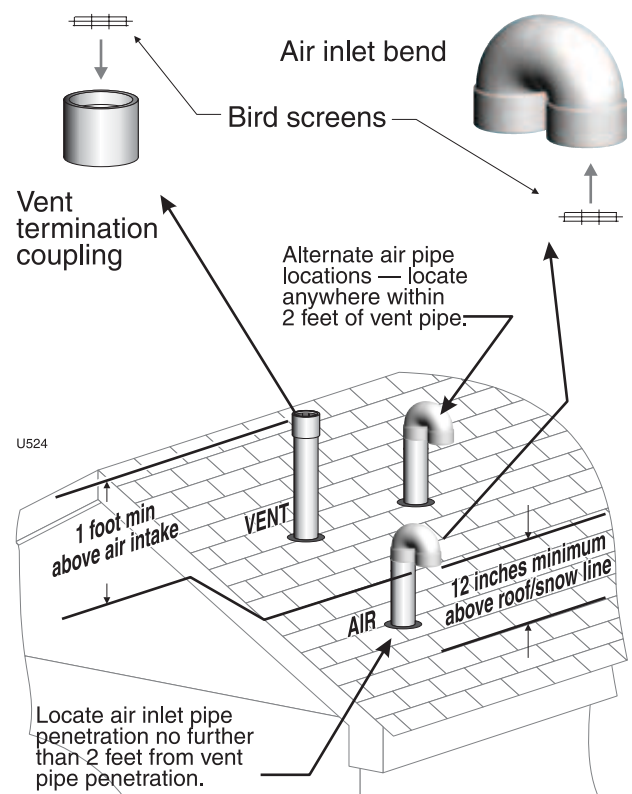 Air inlet bend
Bird screens
Vent
termination
coupling
Alternate air pipe
locations — locate
anywhere within
2 feet of vent pipe.
U524
1 foot min
above air intake
VENT
12 inches minimum
above roof/snow line
AIR
Locate air inlet pipe
penetration no further
than 2 feet from vent
pipe penetration.